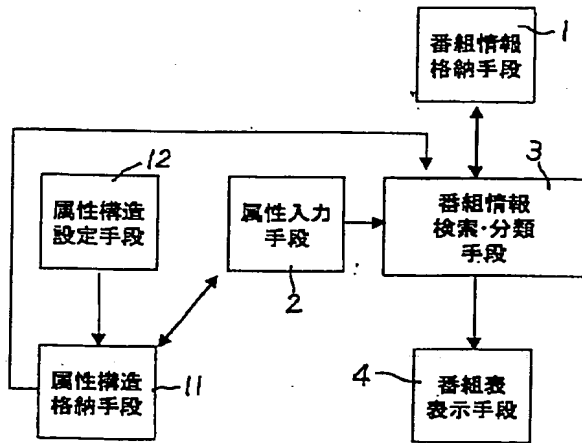 番組情報
格納手段
1
12
属性構造
設定手段
属性入力
手段
2
3
番組情報
検索・分類
手段
属性構造
格納手段
11
4
番組表
表示手段